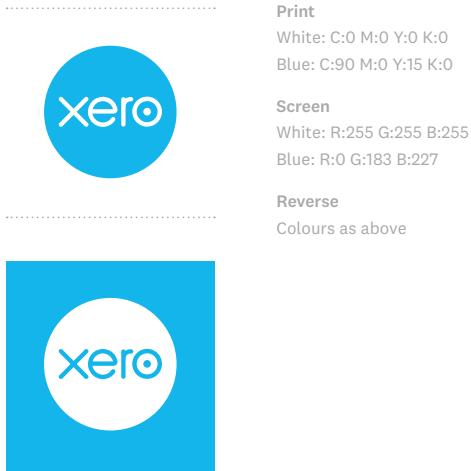 Print
White: C:0 M:0 Y:0 K:0
Blue: C:90 M:0 Y:15 K:0
xero
Screen
White: R:255 G:255 B:255
Blue: R:0 G:183 B:227
Reverse
Colours as above
xero